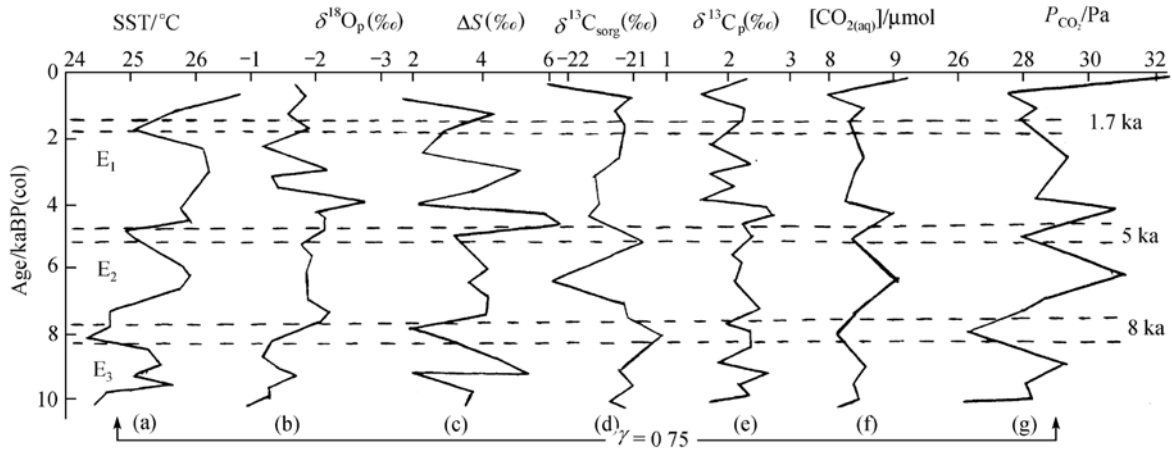 SST/°C δ¹⁸Oₚ(‰) ΔS(‰) δ¹³C_sorg(‰) δ¹³Cₚ(‰) [CO₂₍aq₎]/μmol P_CO₂/Pa
24 25 26 −1 −2 −3 2 4 6 −22 −21 1 2 3 8 9 26 28 30 32
0
1.7 ka
2
E₁
4
5 ka
Age/kaBP(col)
E₂
6
8
8 ka
E₃
10
(a) (b) (c) (d) (e) (f) (g)
γ = 0 75